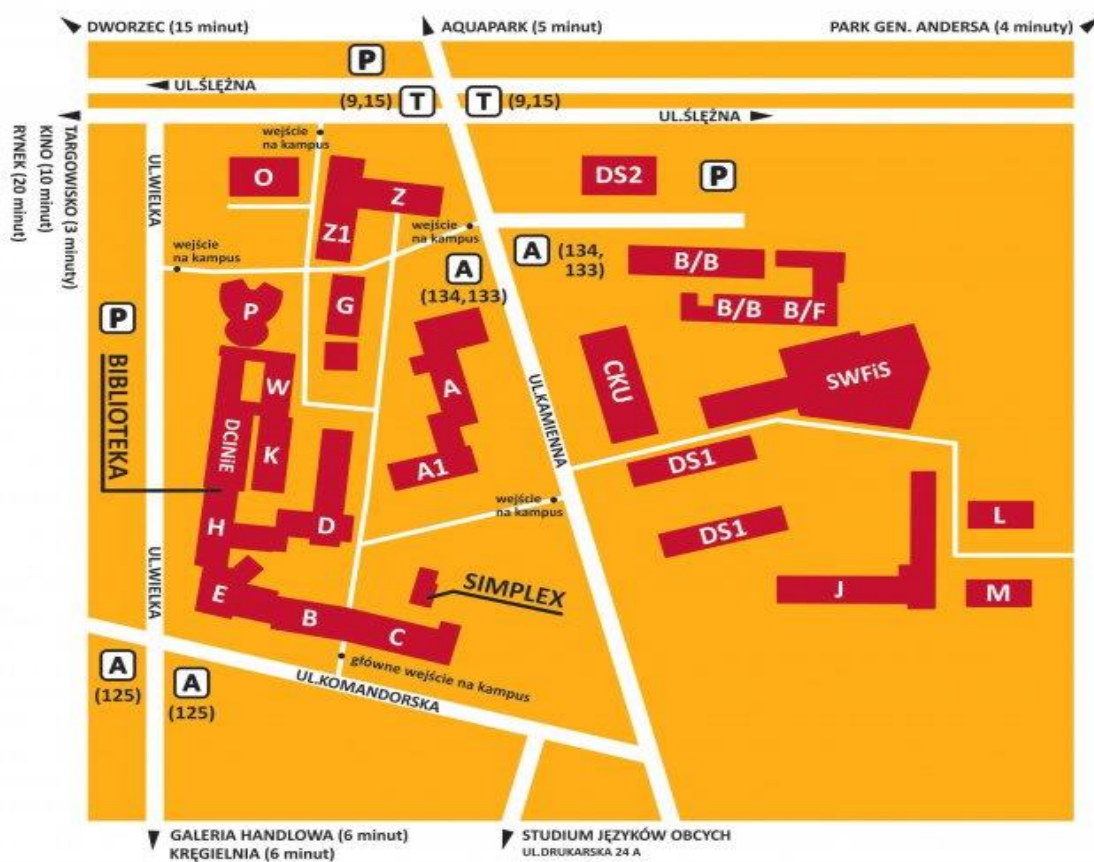 DWORZEC (15 minut)
AQUAPARK (5 minut)
PARK GEN. ANDERSA (4 minuty)
P
UL.ŚLĘŻNA
(9,15)
T
T
(9,15)
UL.ŚLĘŻNA
TARGOWISKO (3 minuty)
KINO (10 minut)
RYNEK (20 minut)
UL.WIELKA
wejście
na kampus
O
Z
DS2
P
Z1
wejście
na kampus
wejście
na kampus
A
(134,
133)
A
(134,133)
B/B
P
G
B/B
B/F
P
BIBLIOTEKA
W
A
CKU
SWFiS
DCINiE
K
UL.KAMIENNA
A1
DS1
wejście
na kampus
H
D
DS1
L
UL.WIELKA
SIMPLEX
E
B
C
J
M
główne wejście na kampus
UL.KOMANDORSKA
A
(125)
A
(125)
GALERIA HANDLOWA (6 minut)
KRĘGIELNIA (6 minut)
STUDIUM JĘZYKÓW OBCYCH
UL.DRUKARSKA 24 A